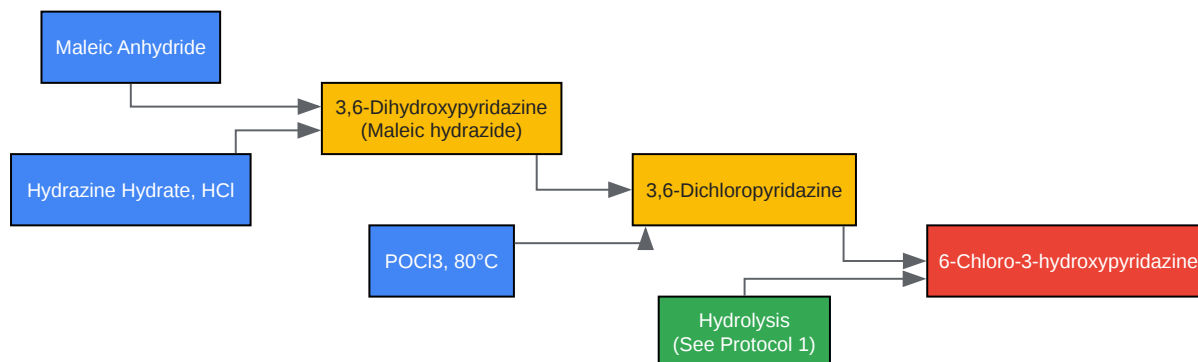 Maleic Anhydride
3,6-Dihydroxypyridazine
(Maleic hydrazide)
Hydrazine Hydrate, HCl
3,6-Dichloropyridazine
POCl3, 80°C
6-Chloro-3-hydroxypyridazine
Hydrolysis
(See Protocol 1)